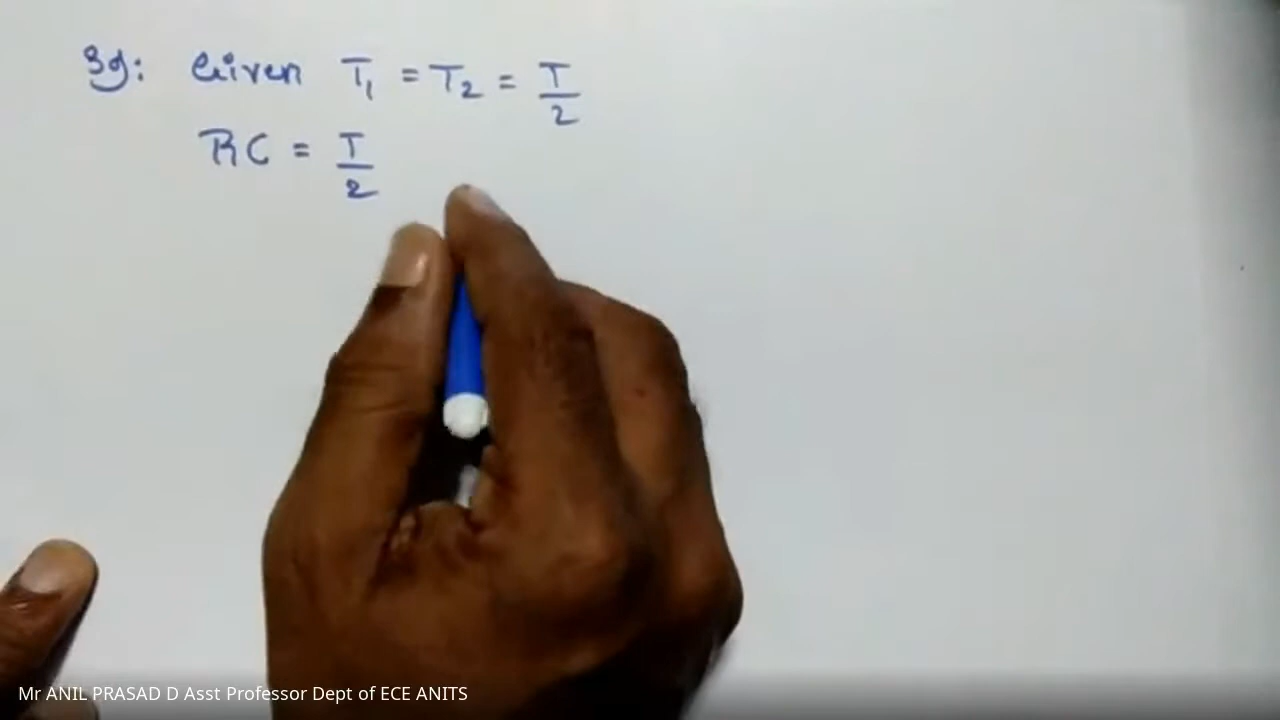 Sol: Given T₁ = T₂ = T/2
RC = T/2
Mr ANIL PRASAD D Asst Professor Dept of ECE ANITS